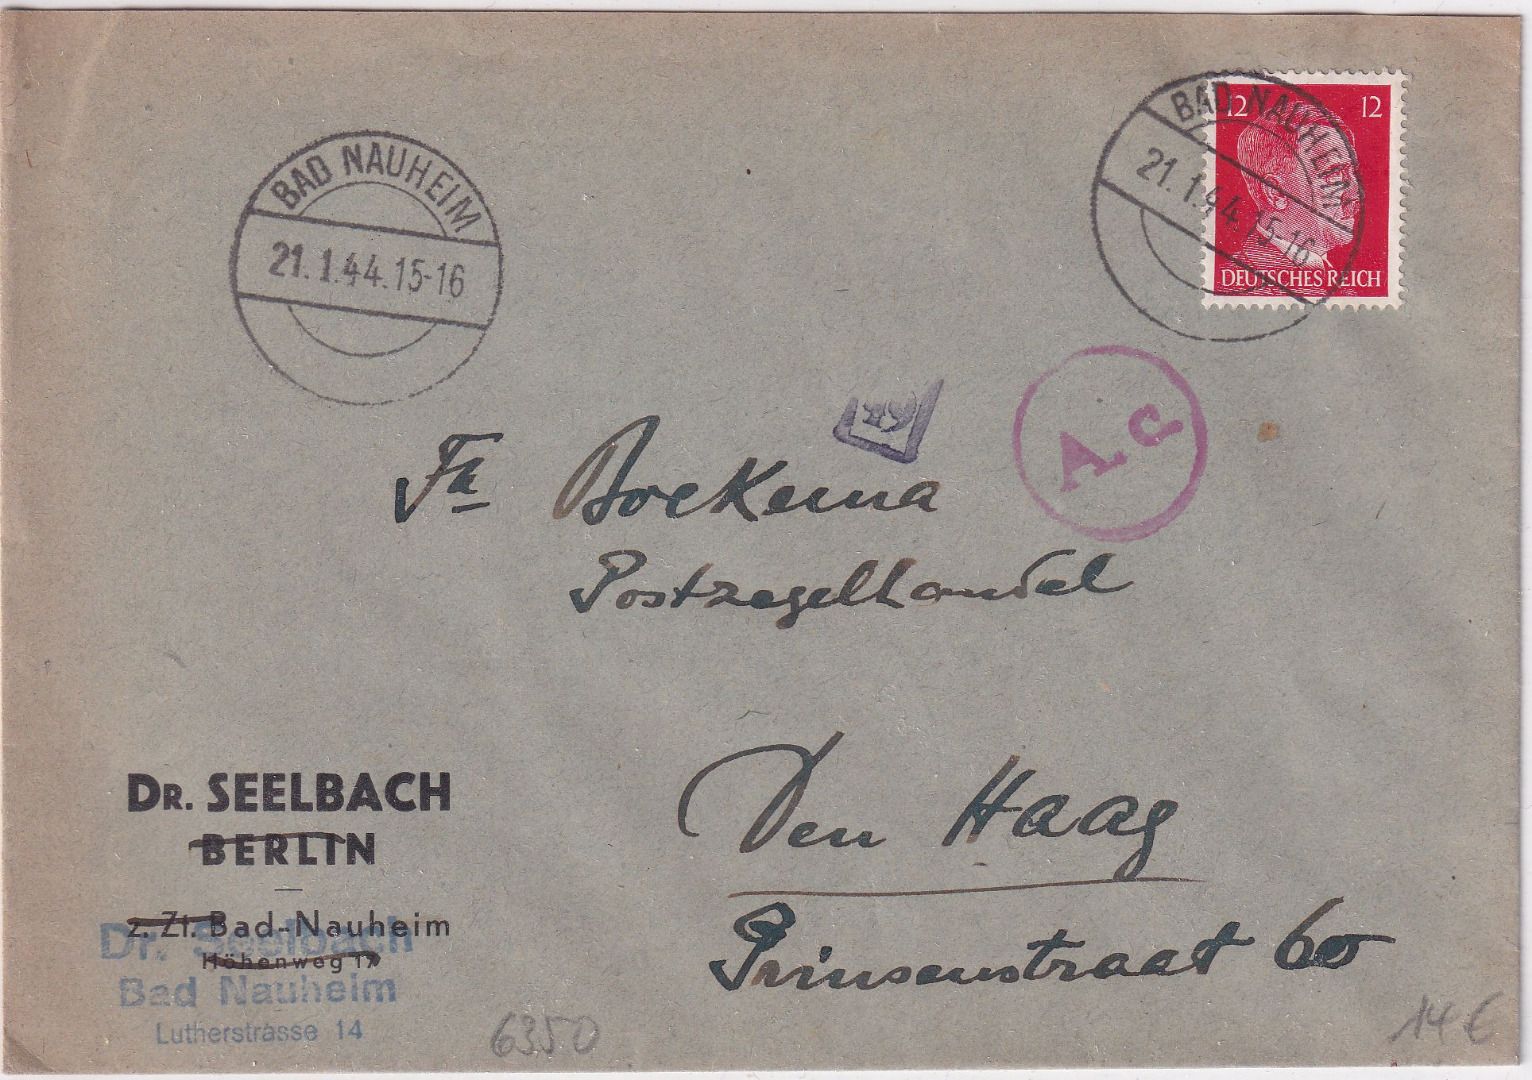 BAD NAUHEIM
21.1.44.15-16
BAD NAUHEIM
21.1.44.15-16
12 12
DEUTSCHES REICH
A.c
Fa Boekema
Postzegelhandel
Den Haag
Prinsenstraat 60
DR. SEELBACH
BERLIN
z. Zt. Bad-Nauheim
Höhenweg 17
Dr. Seelbach
Bad Nauheim
Lutherstrasse 14
6350
14 €